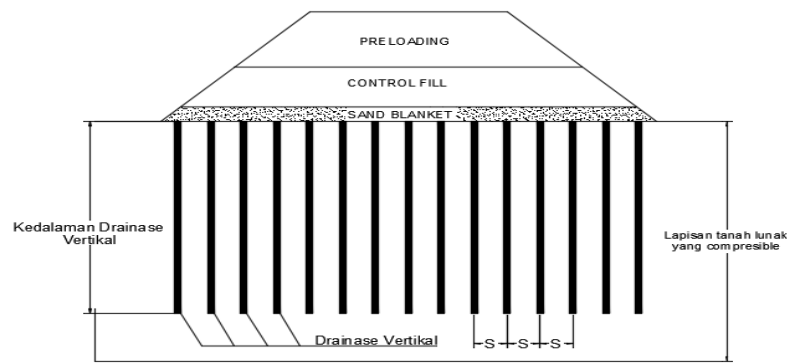 PRELOADING
CONTROL FILL
SAND BLANKET
Kedalaman Drainase
Vertikal
Lapisan tanah lunak
yang compresible
Drainase Vertikal
S S S